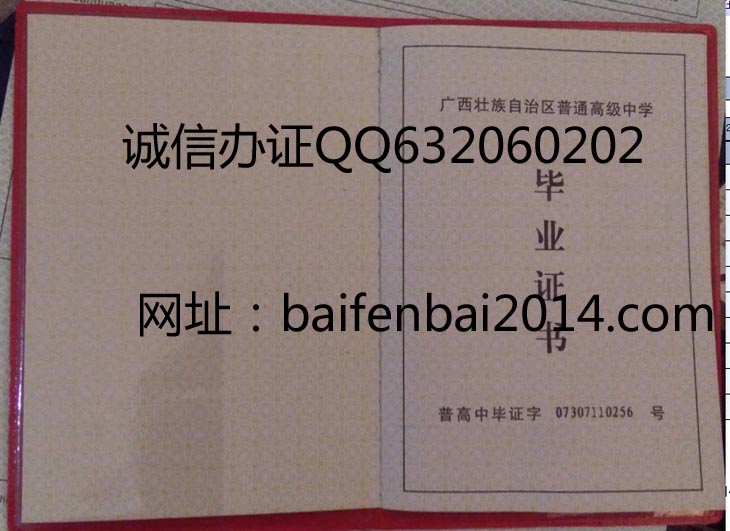 广西壮族自治区普通高级中学
诚信办证QQ632060202
毕
业
证
书
网址：baifenbai2014.com
普高中毕证字 07307110256 号